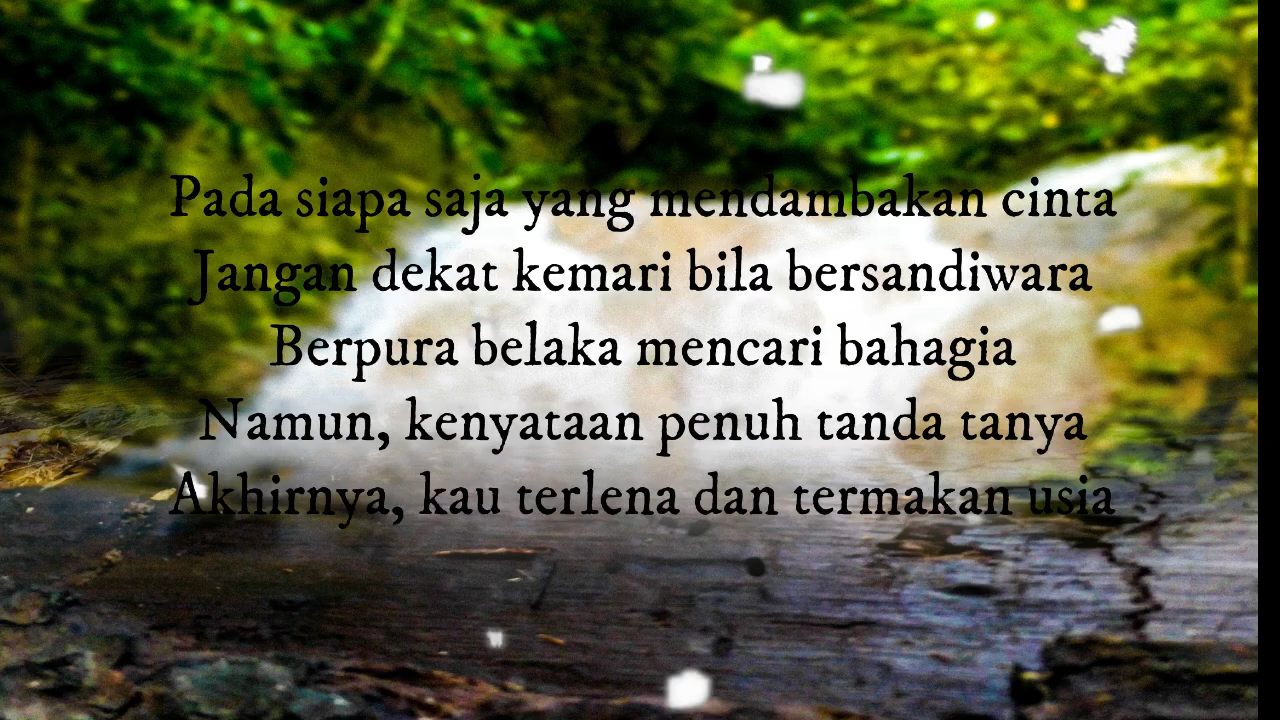 Pada siapa saja yang mendambakan cinta
Jangan dekat kemari bila bersandiwara
Berpura belaka mencari bahagia
Namun, kenyataan penuh tanda tanya
Akhirnya, kau terlena dan termakan usia